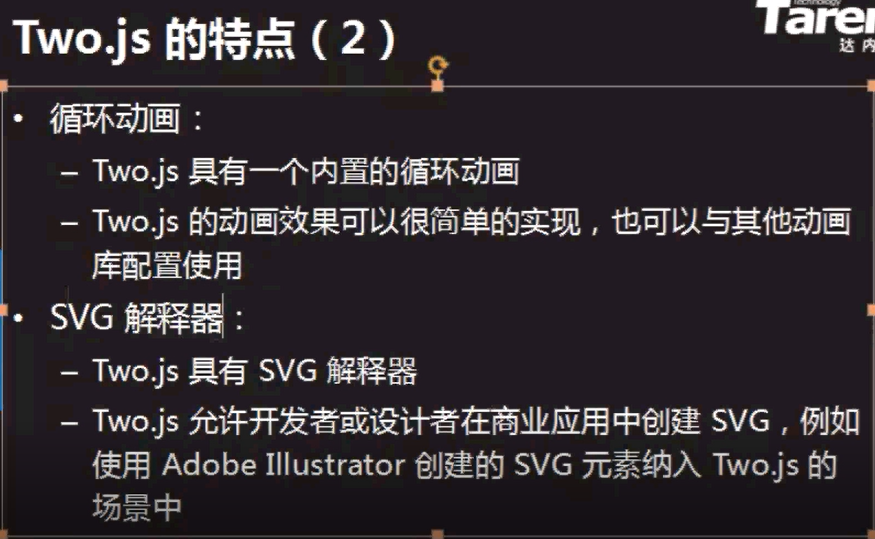 Two.js 的特点（2）
Taren
达内
• 循环动画：
– Two.js 具有一个内置的循环动画
– Two.js 的动画效果可以很简单的实现，也可以与其他动画
库配置使用
• SVG 解释器：
– Two.js 具有 SVG 解释器
– Two.js 允许开发者或设计者在商业应用中创建 SVG，例如
使用 Adobe Illustrator 创建的 SVG 元素纳入 Two.js 的
场景中